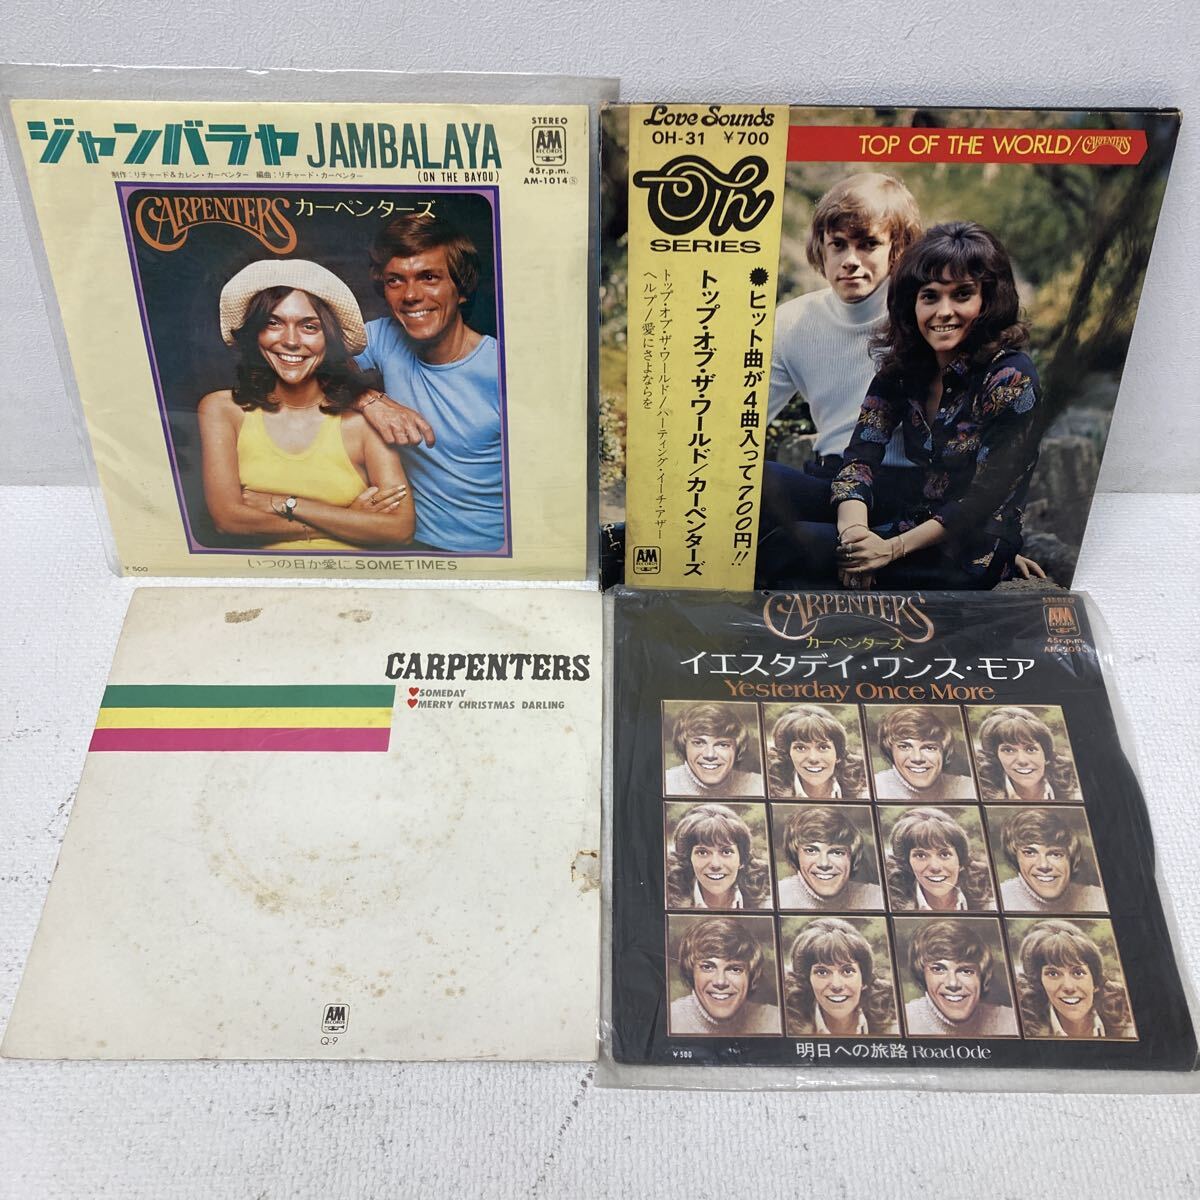 ジャンバラヤ JAMBALAYA
(ON THE BAYOU)
制作：リチャード&カレン・カーペンター 編曲：リチャード・カーペンター
STEREO
A&M
RECORDS
45r.p.m.
AM-1014Ⓢ
CARPENTERS カーペンターズ
¥500
いつの日か愛に SOMETIMES
Love Sounds
OH-31 ¥700
Oh
SERIES
●ヒット曲が4曲入って700円!!
トップ・オブ・ザ・ワールド/カーペンターズ
トップ・オブ・ザ・ワールド/ハーティング・イーチ・アザー
ヘルプ/愛にさよならを
A&M
RECORDS
TOP OF THE WORLD/CARPENTERS
CARPENTERS
♥SOMEDAY
♥MERRY CHRISTMAS DARLING
A&M
RECORDS
Q-9
CARPENTERS
STEREO
A&M
RECORDS
45r.p.m.
カーペンターズ
イエスタデイ・ワンス・モア
Yesterday Once More
¥500
明日への旅路 Road Ode